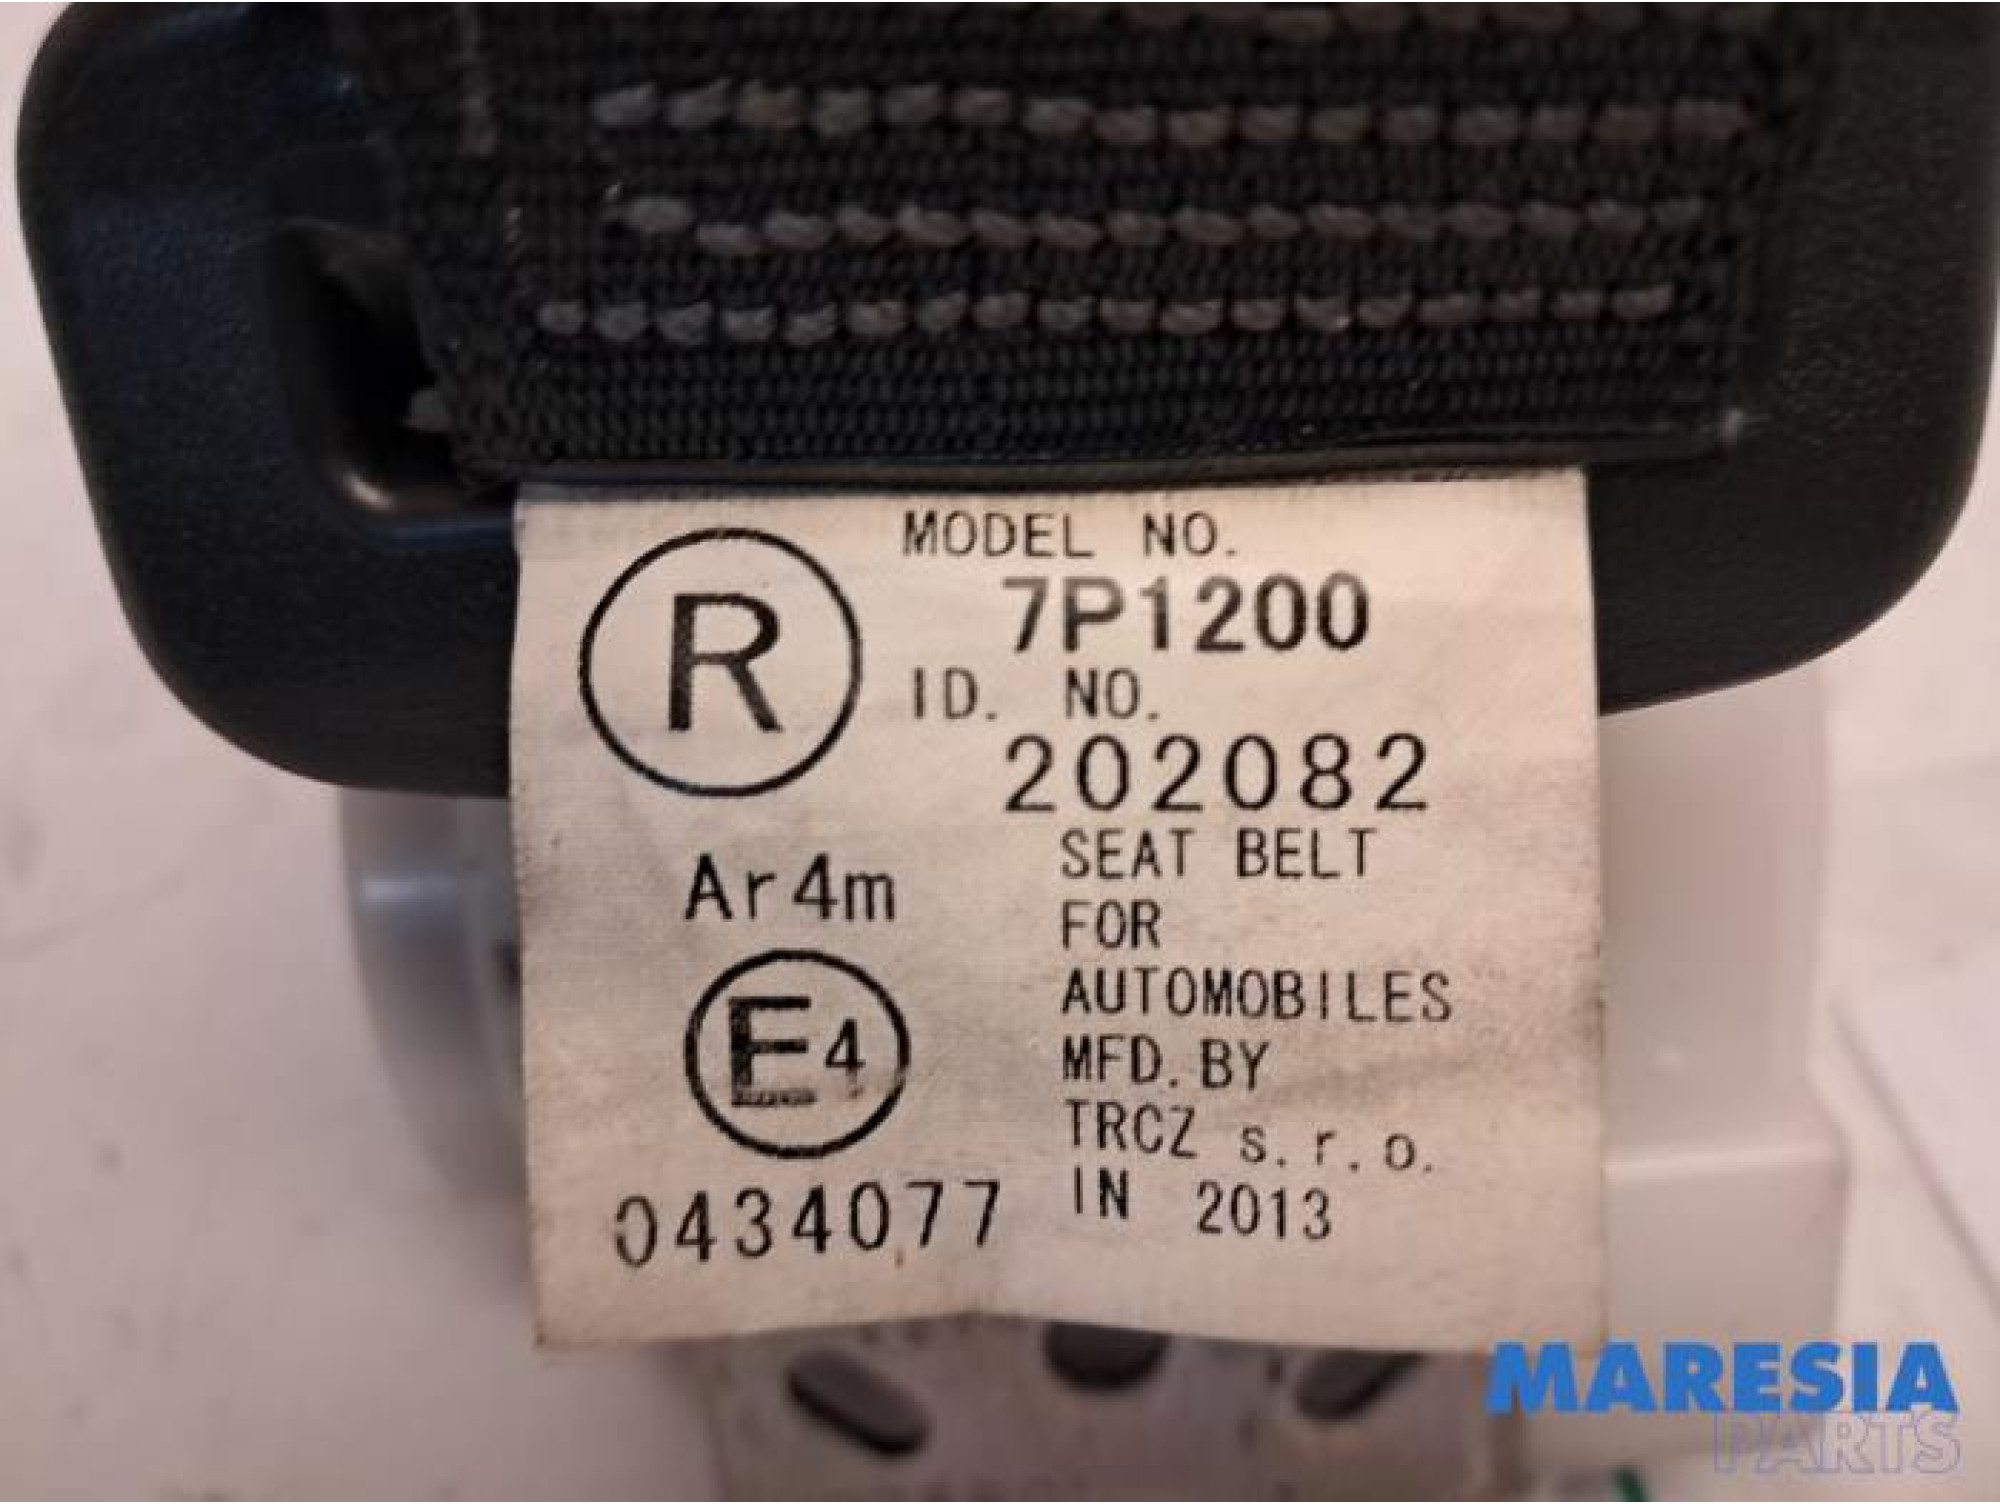 R
MODEL NO.
7P1200
ID. NO.
202082
Ar4m
SEAT BELT
FOR
AUTOMOBILES
MFD. BY
TRCZ s.r.o.
IN 2013
E4
0434077
MARESIA
PARTS